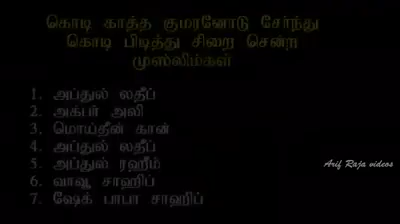 கொடி காத்த குமரனோடு சேர்ந்து
கொடி பிடித்து சிறை சென்ற
முஸ்லிம்கள்
1. அப்துல் லதீப்
2. அக்பர் அலி
3. மொய்தீன் கான்
4. அப்துல் லதீப்
5. அப்துல் ரஹீம்
6. வாவூ சாஹிப்
7. ஷேக் பாபா சாஹிப்
Arif Raja videos